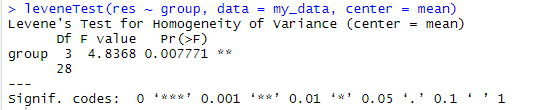 > leveneTest(res ~ group, data = my_data, center = mean)
Levene's Test for Homogeneity of Variance (center = mean)
      Df F value   Pr(>F)
group  3  4.8368 0.007771 **
      28
---
Signif. codes:  0 ‘***’ 0.001 ‘**’ 0.01 ‘*’ 0.05 ‘.’ 0.1 ‘ ’ 1